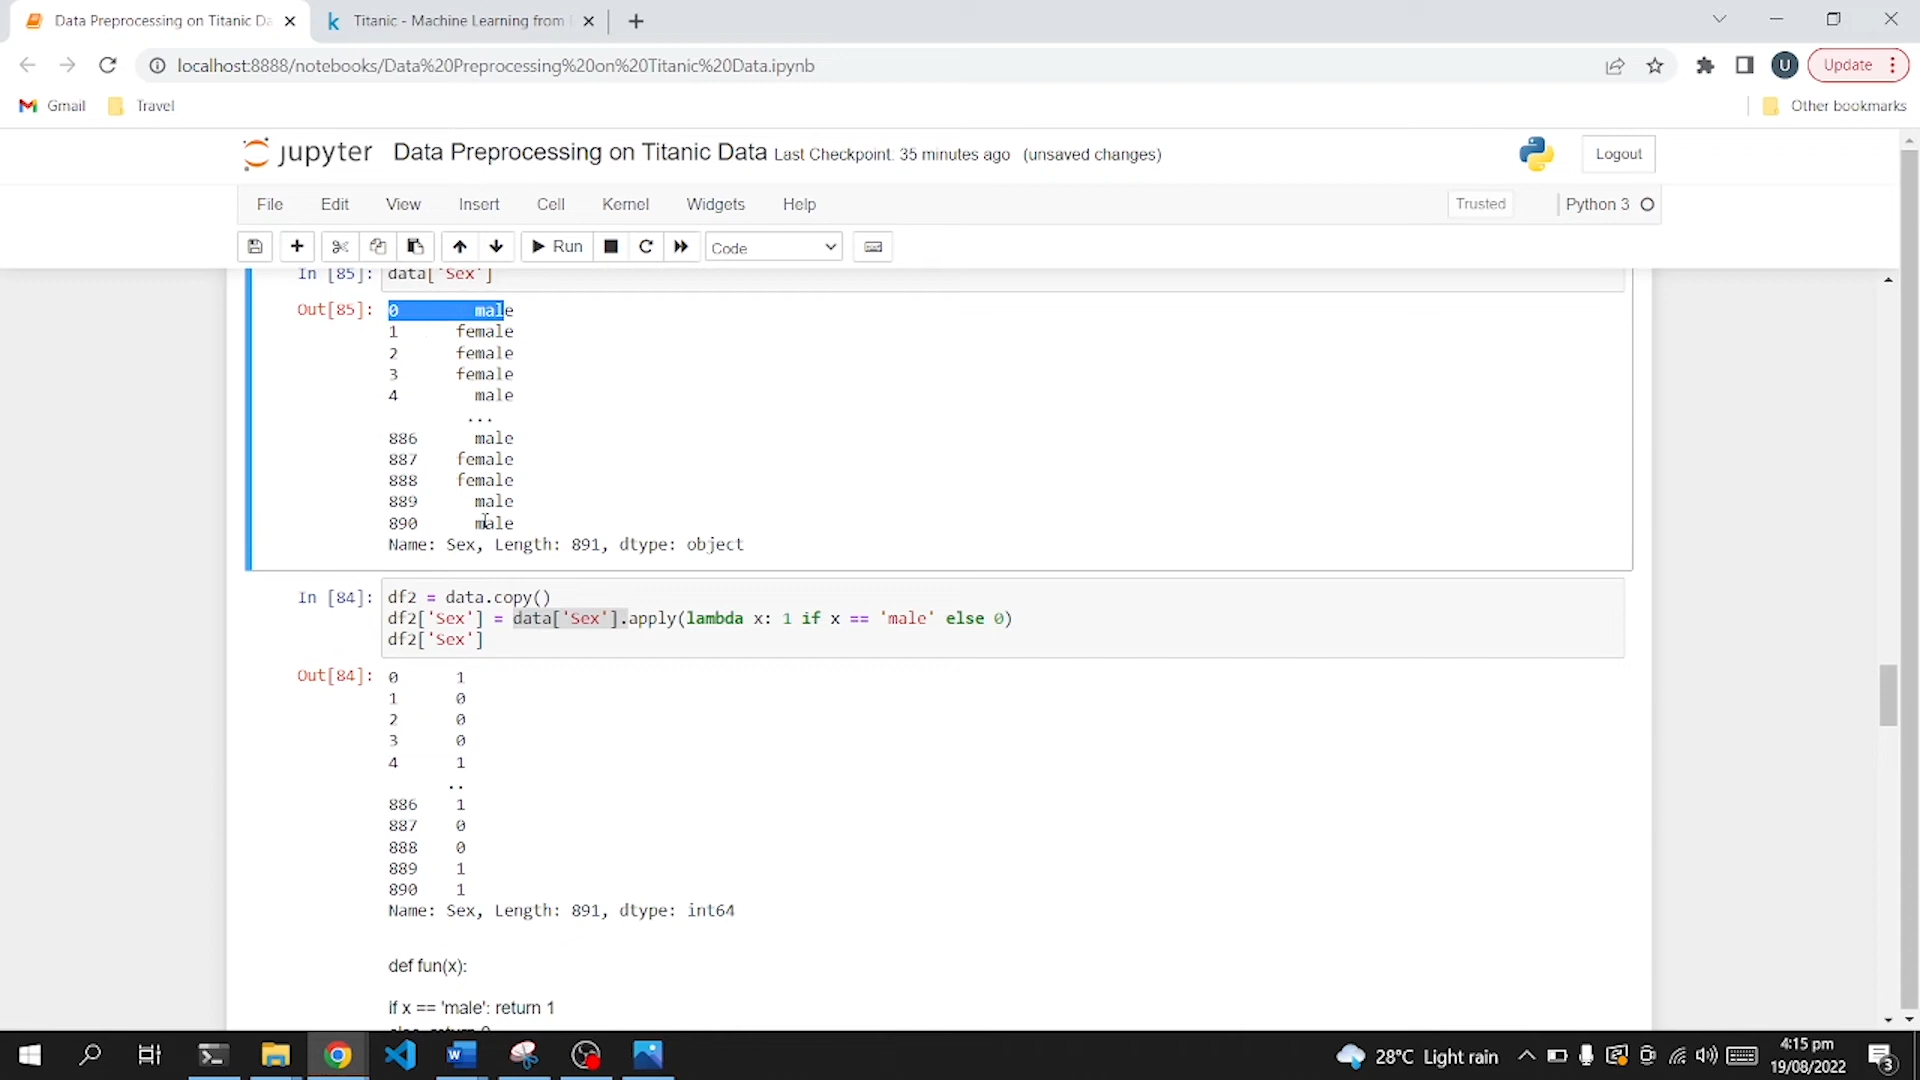 Data Preprocessing on Titanic Da
Titanic - Machine Learning from
localhost:8888/notebooks/Data%20Preprocessing%20on%20Titanic%20Data.ipynb
U
Update
Gmail
Travel
Other bookmarks
jupyter
Data Preprocessing on Titanic Data Last Checkpoint. 35 minutes ago (unsaved changes)
Logout
File Edit View Insert Cell Kernel Widgets Help
Trusted
Python 3
Run
Code
In [85]: data['Sex']
Out[85]: 0 male
1 female
2 female
3 female
4 male
...
886 male
887 female
888 female
889 male
890 male
Name: Sex, Length: 891, dtype: object
In [84]: df2 = data.copy()
df2['Sex'] = data['Sex'].apply(lambda x: 1 if x == 'male' else 0)
df2['Sex']
Out[84]: 0 1
1 0
2 0
3 0
4 1
..
886 1
887 0
888 0
889 1
890 1
Name: Sex, Length: 891, dtype: int64
def fun(x):
if x == 'male': return 1
28°C Light rain
4:15 pm
19/08/2022
3